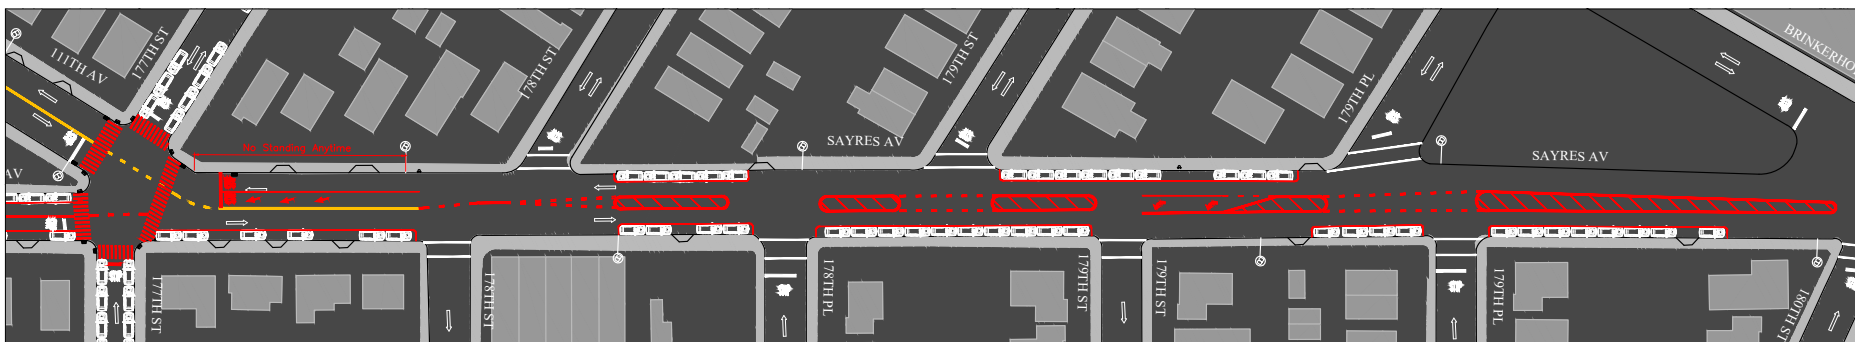 111TH AV
177TH ST
178TH ST
179TH ST
179TH PL
BRINKERHO
No Standing Anytime
SAYRES AV
SAYRES AV
AV
177TH ST
178TH ST
178TH PL
179TH ST
179TH ST
179TH PL
180TH ST